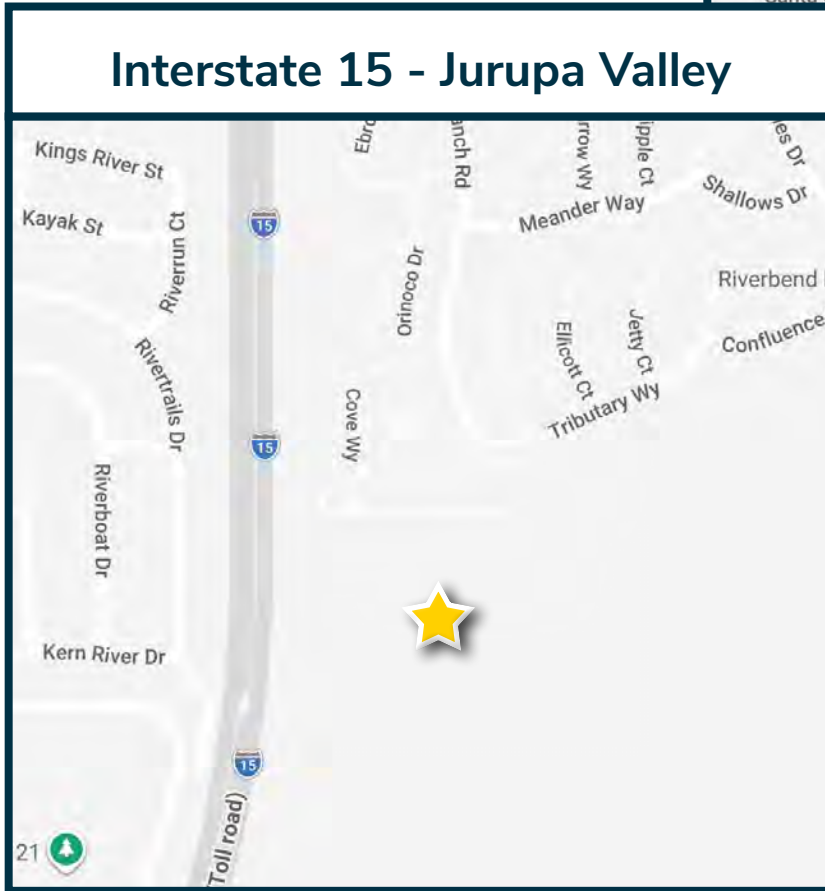 Interstate 15 - Jurupa Valley
Kings River St
Kayak St
Riverrun Ct
15
Orinoco Dr
Meander Way
Shallows Dr
Riverbend
Confluence
Ellicott Ct
Jetty Ct
Tributary Wy
Rivertrails Dr
Cove Wy
15
Riverboat Dr
Kern River Dr
15
Toll road)
21